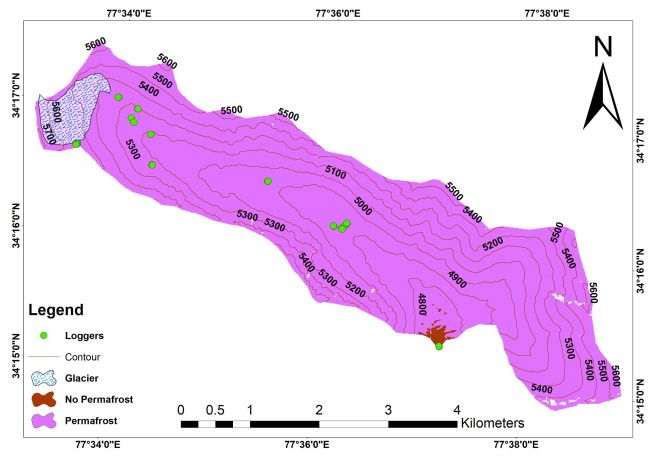 77°34'0"E 77°36'0"E 77°38'0"E
5600
5600
5500
5400
5500
5500
5600
5700
5300
34°17'0"N
34°17'0"N
N
5100
5000
5500
5400
5200
5300 5300
5500
5400
5600
34°16'0"N
34°16'0"N
5400
5300
5200
4900
4800
5300
5400
5500
5600
5400
34°15'0"N
34°15'0"N
Legend
Loggers
Contour
Glacier
No Permafrost
Permafrost
0 0.5 1 2 3 4
Kilometers
77°34'0"E 77°36'0"E 77°38'0"E